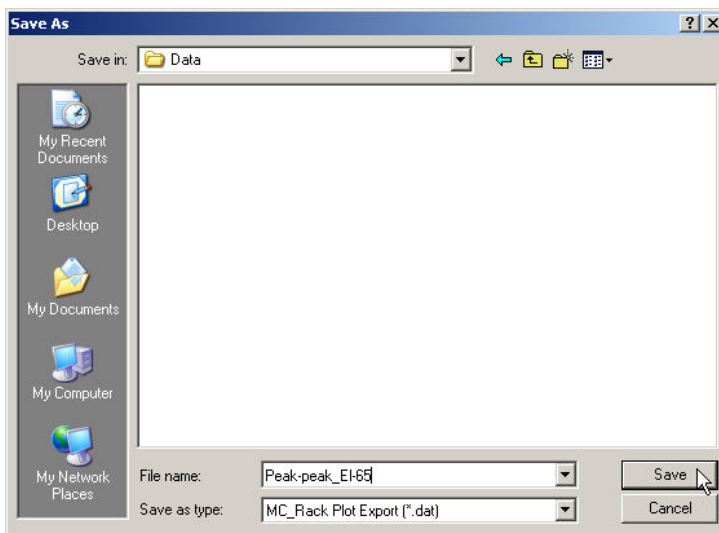 Save As
Save in: Data
My Recent
Documents
Desktop
My Documents
My Computer
My Network
Places
File name: Peak-peak_El-65
Save
Save as type: MC_Rack Plot Export (*.dat)
Cancel